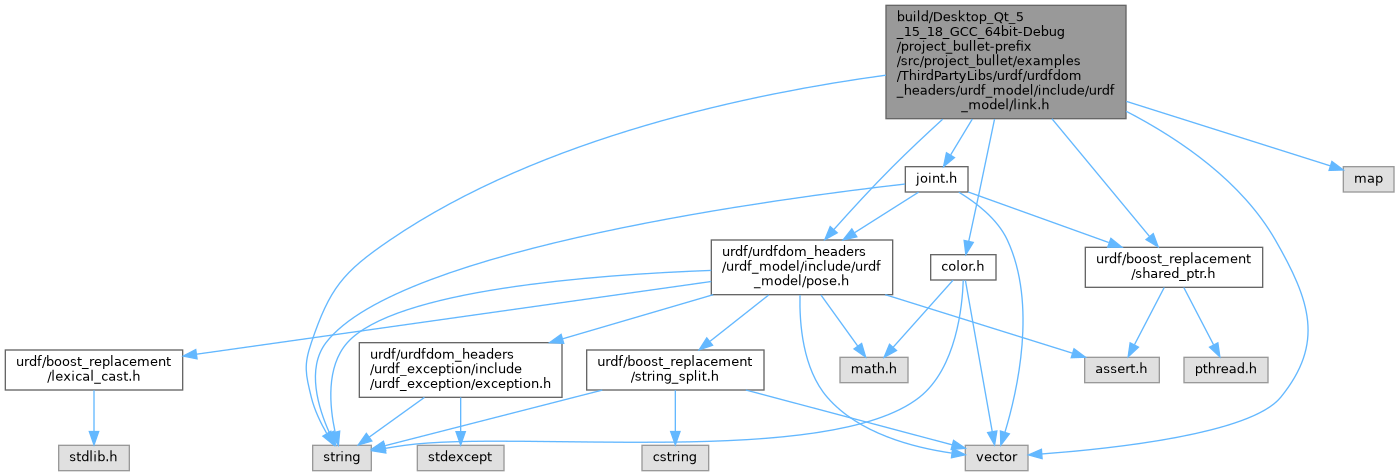 build/Desktop_Qt_5
_15_18_GCC_64bit-Debug
/project_bullet-prefix
/src/project_bullet/examples
/ThirdPartyLibs/urdf/urdfdom
_headers/urdf_model/include/urdf
_model/link.h
joint.h
map
urdf/urdfdom_headers
/urdf_model/include/urdf
_model/pose.h
color.h
urdf/boost_replacement
/shared_ptr.h
urdf/boost_replacement
/lexical_cast.h
urdf/urdfdom_headers
/urdf_exception/include
/urdf_exception/exception.h
urdf/boost_replacement
/string_split.h
math.h
assert.h
pthread.h
stdlib.h
string
stdexcept
cstring
vector